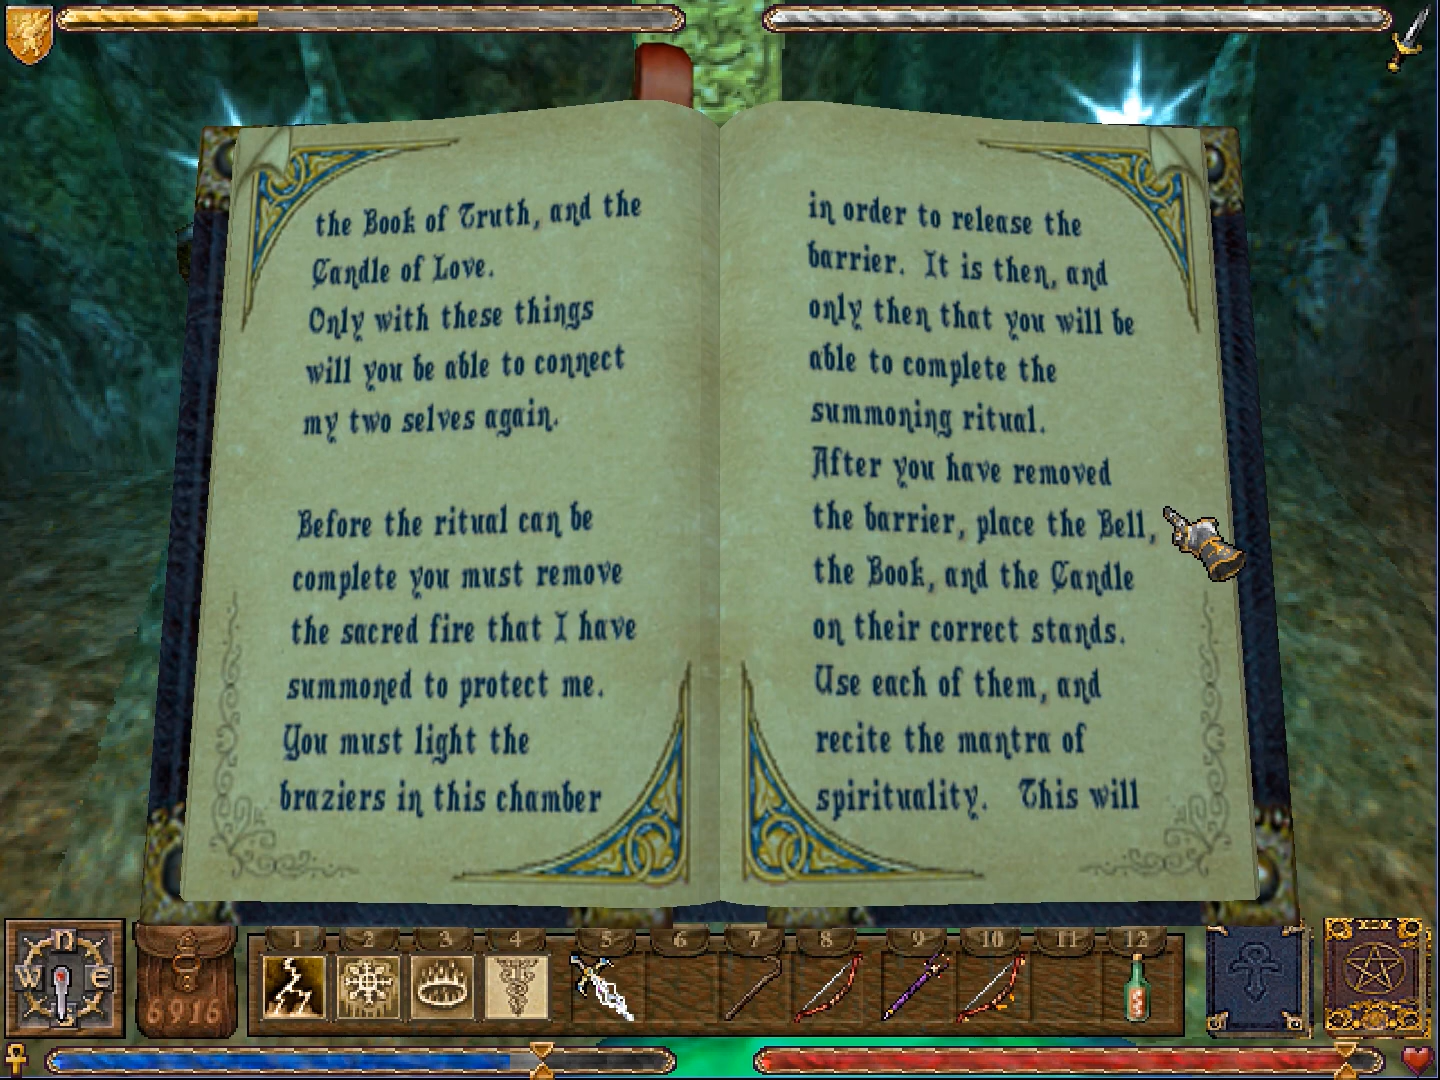 the Book of Truth, and the
Candle of Love.
Only with these things
will you be able to connect
my two selves again.
Before the ritual can be
complete you must remove
the sacred fire that I have
summoned to protect me.
You must light the
braziers in this chamber
in order to release the
barrier. It is then, and
only then that you will be
able to complete the
summoning ritual.
After you have removed
the barrier, place the Bell,
the Book, and the Candle
on their correct stands.
Use each of them, and
recite the mantra of
spirituality. This will
1 2 3 4 5 6 7 8 9 10 11 12
n
W E
S
6916